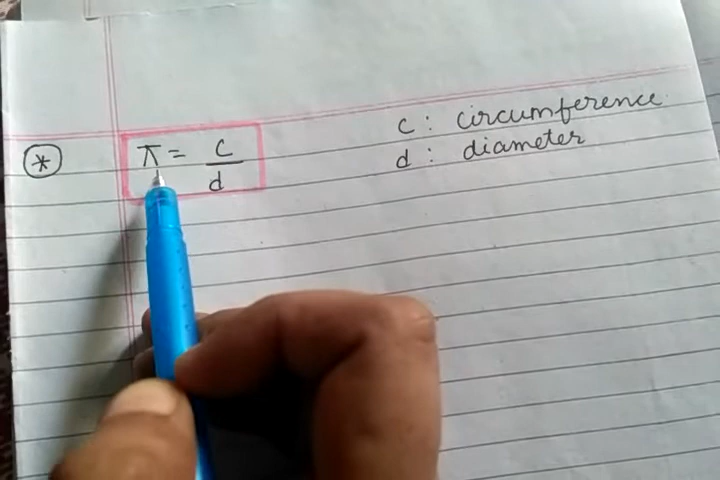 c : circumference
d : diameter
* π = c/d